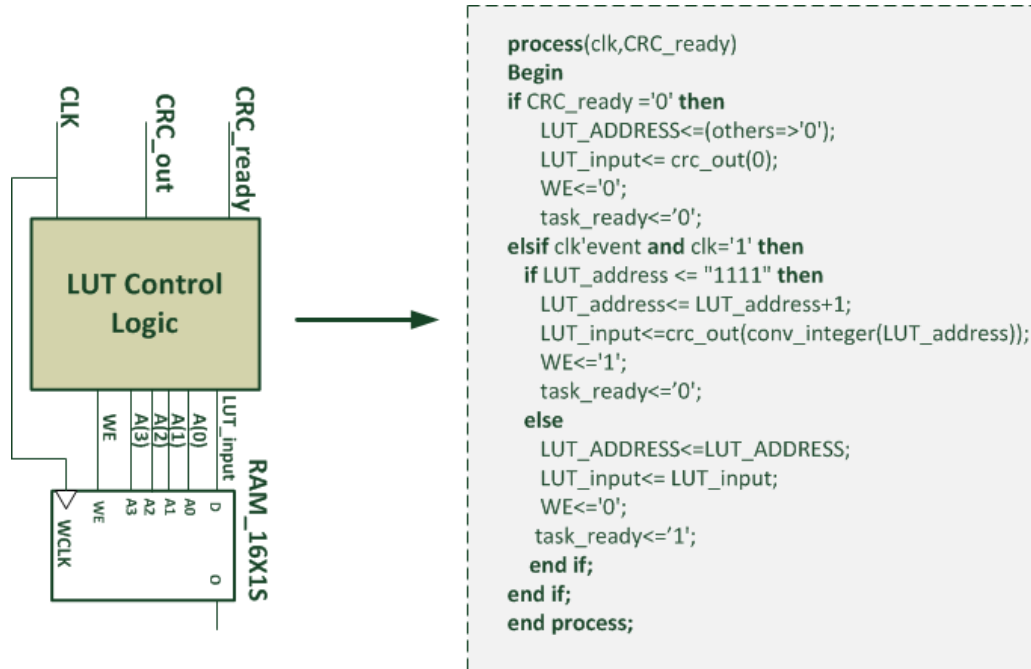 CLK
CRC_out
CRC_ready
LUT Control
Logic
WE
A(3)
A(2)
A(1)
A(0)
LUT_input
WCLK
WE
A3
A2
A1
A0
D
O
RAM_16X1S
process(clk,CRC_ready)
Begin
if CRC_ready ='0' then
LUT_ADDRESS<=(others=>'0');
LUT_input<= crc_out(0);
WE<='0';
task_ready<='0';
elsif clk'event and clk='1' then
if LUT_address <= "1111" then
LUT_address<= LUT_address+1;
LUT_input<=crc_out(conv_integer(LUT_address));
WE<='1';
task_ready<='0';
else
LUT_ADDRESS<=LUT_ADDRESS;
LUT_input<= LUT_input;
WE<='0';
task_ready<='1';
end if;
end if;
end process;